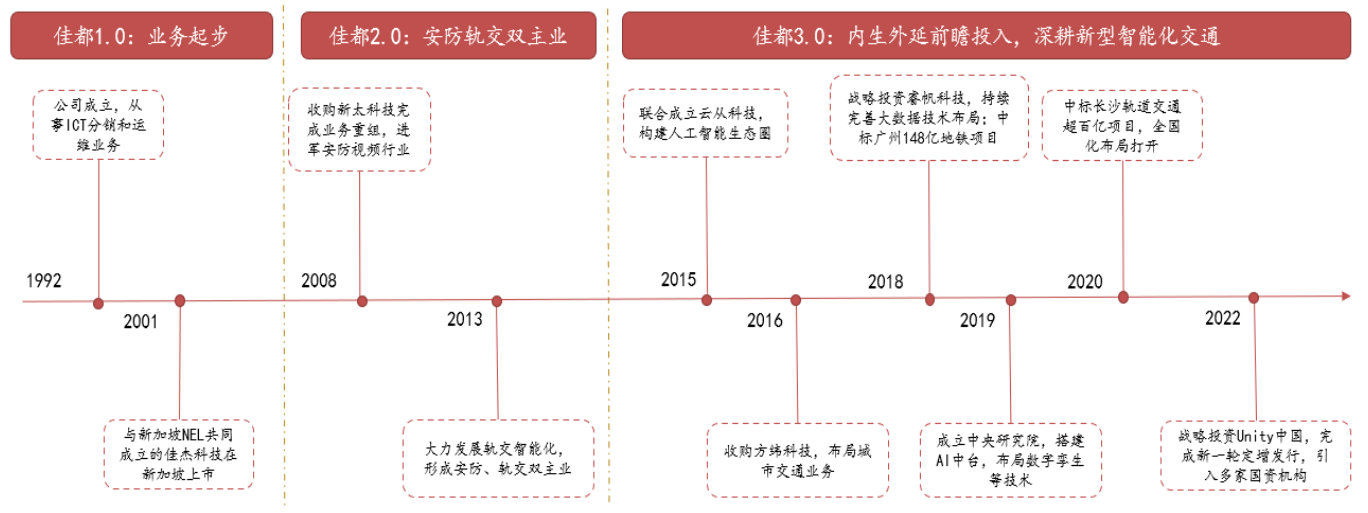 佳都1.0：业务起步
佳都2.0：安防轨交双主业
佳都3.0：内生外延前瞻投入，深耕新型智能化交通
公司成立，从
事ICT分销和运
维业务
收购新太科技完
成业务重组，进
军安防视频行业
联合成立云从科技，
构建人工智能生态圈
战略投资睿帆科技，持续
完善大数据技术布局；中
标广州148亿地铁项目
中标长沙轨道交通
超百亿项目，全国
化布局打开
1992
2008
2015
2018
2020
2001
2013
2016
2019
2022
与新加坡NEL共同
成立的佳杰科技在
新加坡上市
大力发展轨交智能化，
形成安防、轨交双主业
收购方纬科技，布局城
市交通业务
成立中央研究院，搭建
AI中台，布局数字孪生
等技术
战略投资Unity中国，完
成新一轮定增发行，引
入多家国资机构